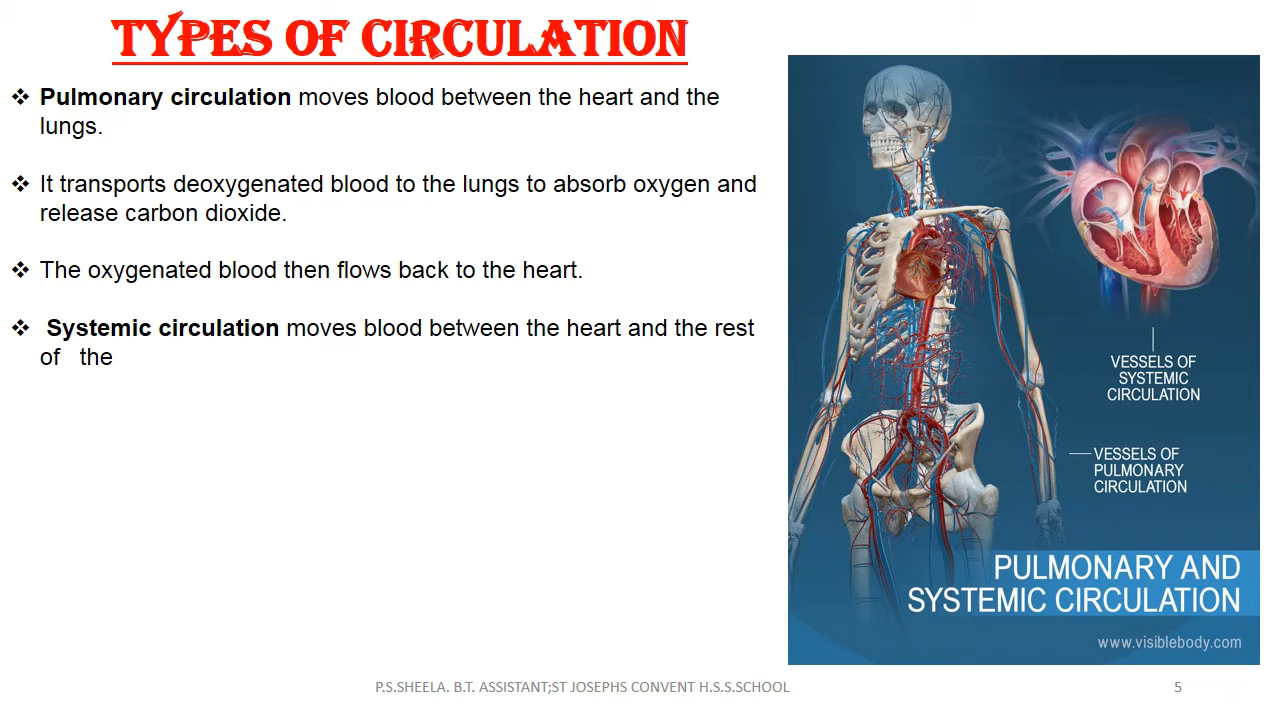 TYPES OF CIRCULATION
❖ Pulmonary circulation moves blood between the heart and the
lungs.
❖ It transports deoxygenated blood to the lungs to absorb oxygen and
release carbon dioxide.
❖ The oxygenated blood then flows back to the heart.
❖ Systemic circulation moves blood between the heart and the rest
of the
VESSELS OF
SYSTEMIC
CIRCULATION
VESSELS OF
PULMONARY
CIRCULATION
PULMONARY AND
SYSTEMIC CIRCULATION
www.visiblebody.com
P.S.SHEELA. B.T. ASSISTANT;ST JOSEPHS CONVENT H.S.S.SCHOOL
5